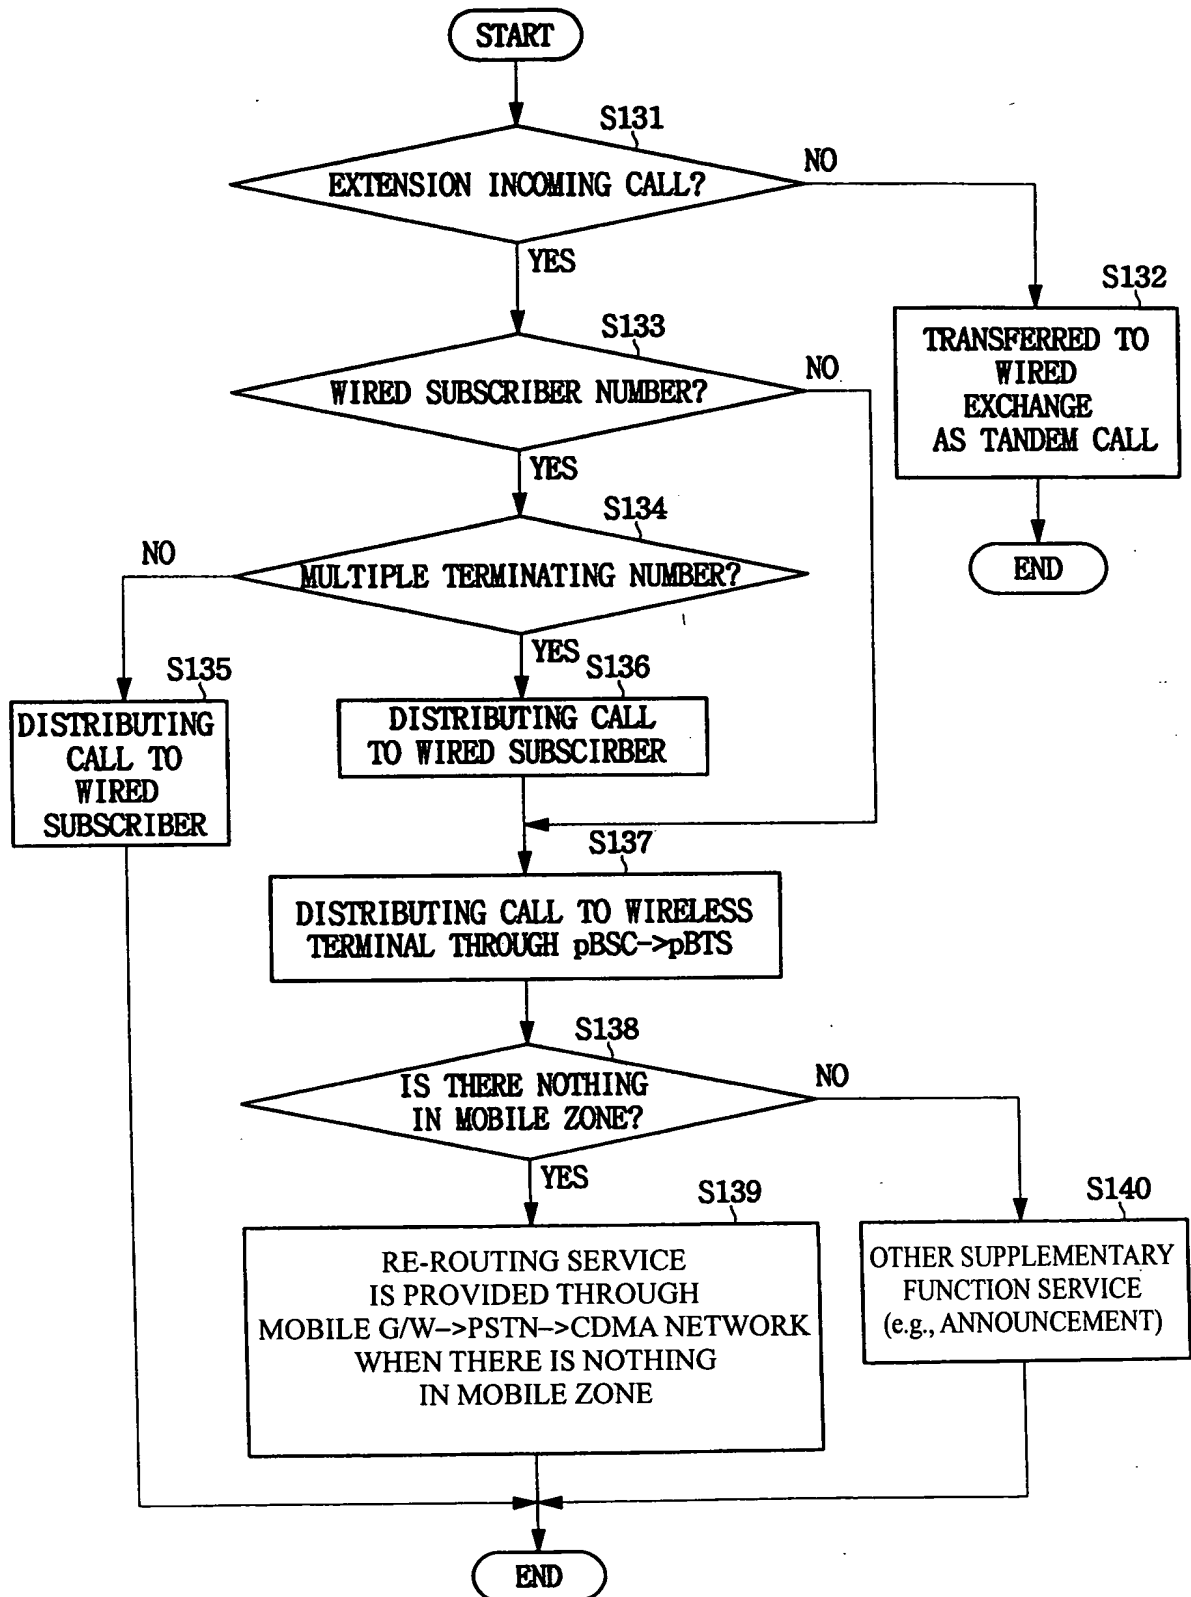 START
S131
EXTENSION INCOMING CALL?
NO
YES
S132
TRANSFERRED TO
WIRED
EXCHANGE
AS TANDEM CALL
END
S133
WIRED SUBSCRIBER NUMBER?
NO
YES
S134
MULTIPLE TERMINATING NUMBER?
NO
YES
S135
DISTRIBUTING
CALL TO
WIRED
SUBSCRIBER
S136
DISTRIBUTING CALL
TO WIRED SUBSCIRBER
S137
DISTRIBUTING CALL TO WIRELESS
TERMINAL THROUGH pBSC->pBTS
S138
IS THERE NOTHING
IN MOBILE ZONE?
NO
YES
S139
RE-ROUTING SERVICE
IS PROVIDED THROUGH
MOBILE G/W->PSTN->CDMA NETWORK
WHEN THERE IS NOTHING
IN MOBILE ZONE
S140
OTHER SUPPLEMENTARY
FUNCTION SERVICE
(e.g., ANNOUNCEMENT)
END